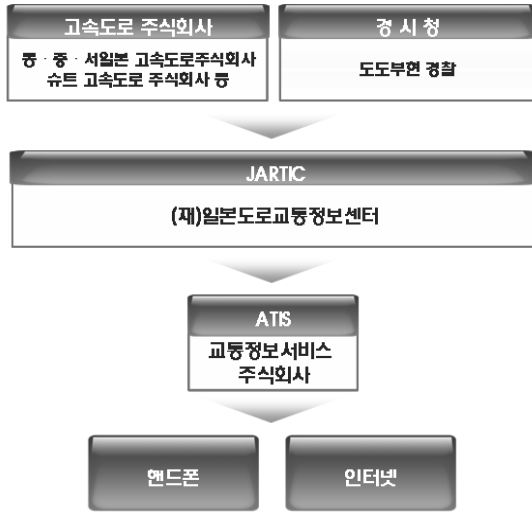 고속도로 주식회사
동 · 중 · 서일본 고속도로주식회사
슈트 고속도로 주식회사 등
경 시 청
도도부현 경찰
JARTIC
(재)일본도로교통정보센터
ATIS
교통정보서비스
주식회사
핸드폰
인터넷